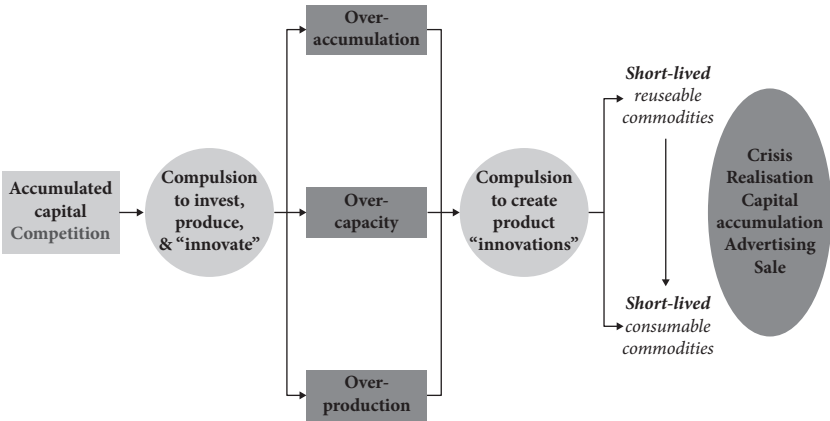 Accumulated
capital
Competition
Compulsion
to invest,
produce,
& “innovate”
Over-
accumulation
Over-
capacity
Over-
production
Compulsion
to create
product
“innovations”
Short-lived
reuseable
commodities
Short-lived
consumable
commodities
Crisis
Realisation
Capital
accumulation
Advertising
Sale